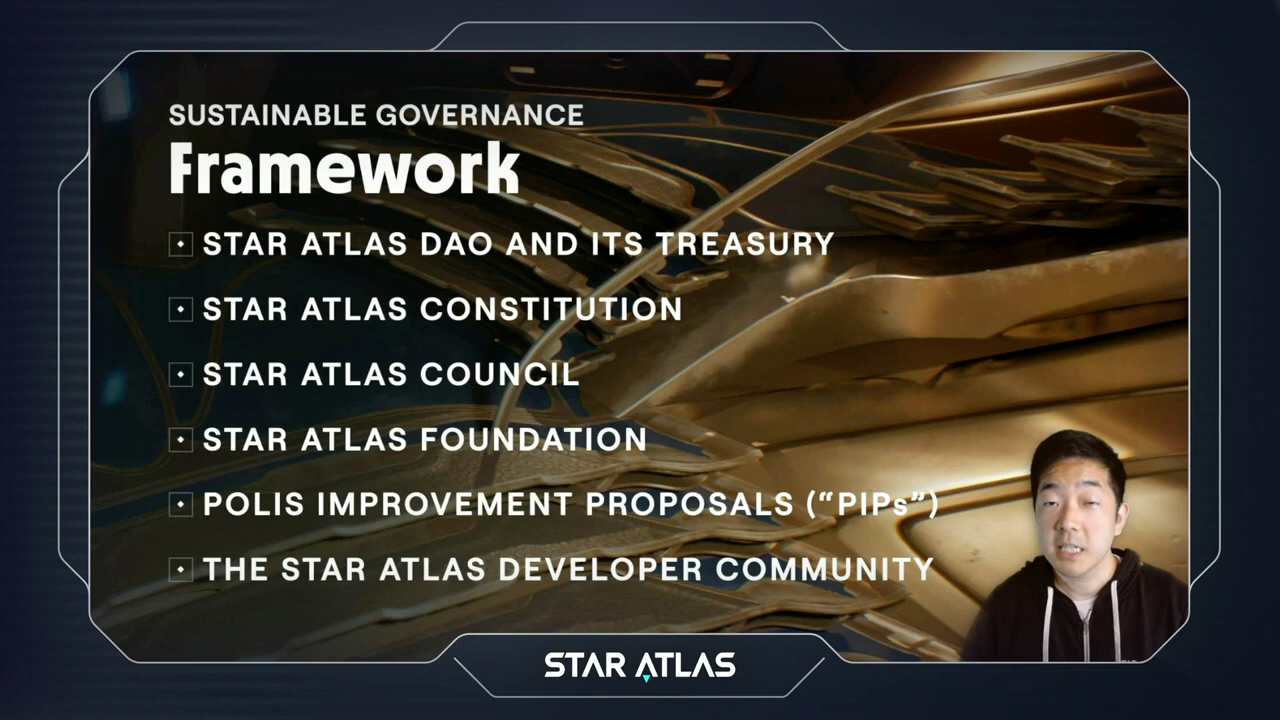 SUSTAINABLE GOVERNANCE
Framework
STAR ATLAS DAO AND ITS TREASURY
STAR ATLAS CONSTITUTION
STAR ATLAS COUNCIL
STAR ATLAS FOUNDATION
POLIS IMPROVEMENT PROPOSALS (“PIPs”)
THE STAR ATLAS DEVELOPER COMMUNITY
STAR ATLAS